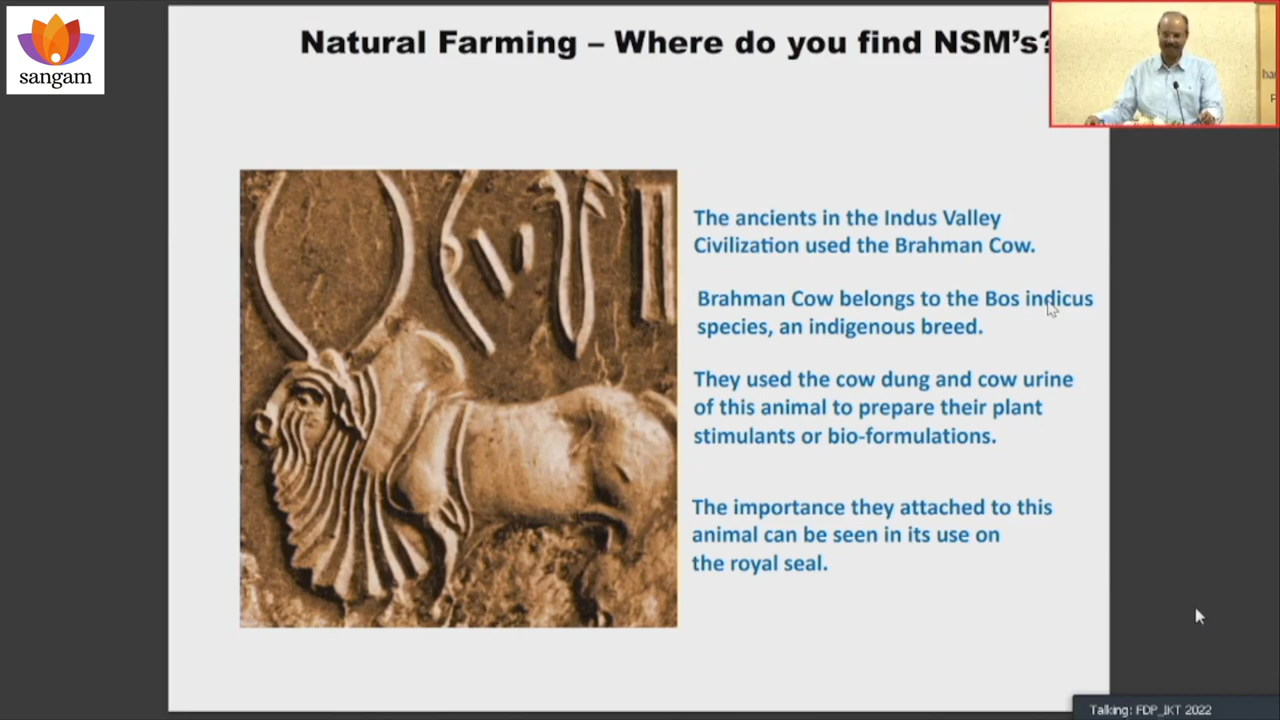 sangam
Natural Farming – Where do you find NSM's?
The ancients in the Indus Valley
Civilization used the Brahman Cow.
Brahman Cow belongs to the Bos indicus
species, an indigenous breed.
They used the cow dung and cow urine
of this animal to prepare their plant
stimulants or bio-formulations.
The importance they attached to this
animal can be seen in its use on
the royal seal.
Talking: FDP_IKT 2022